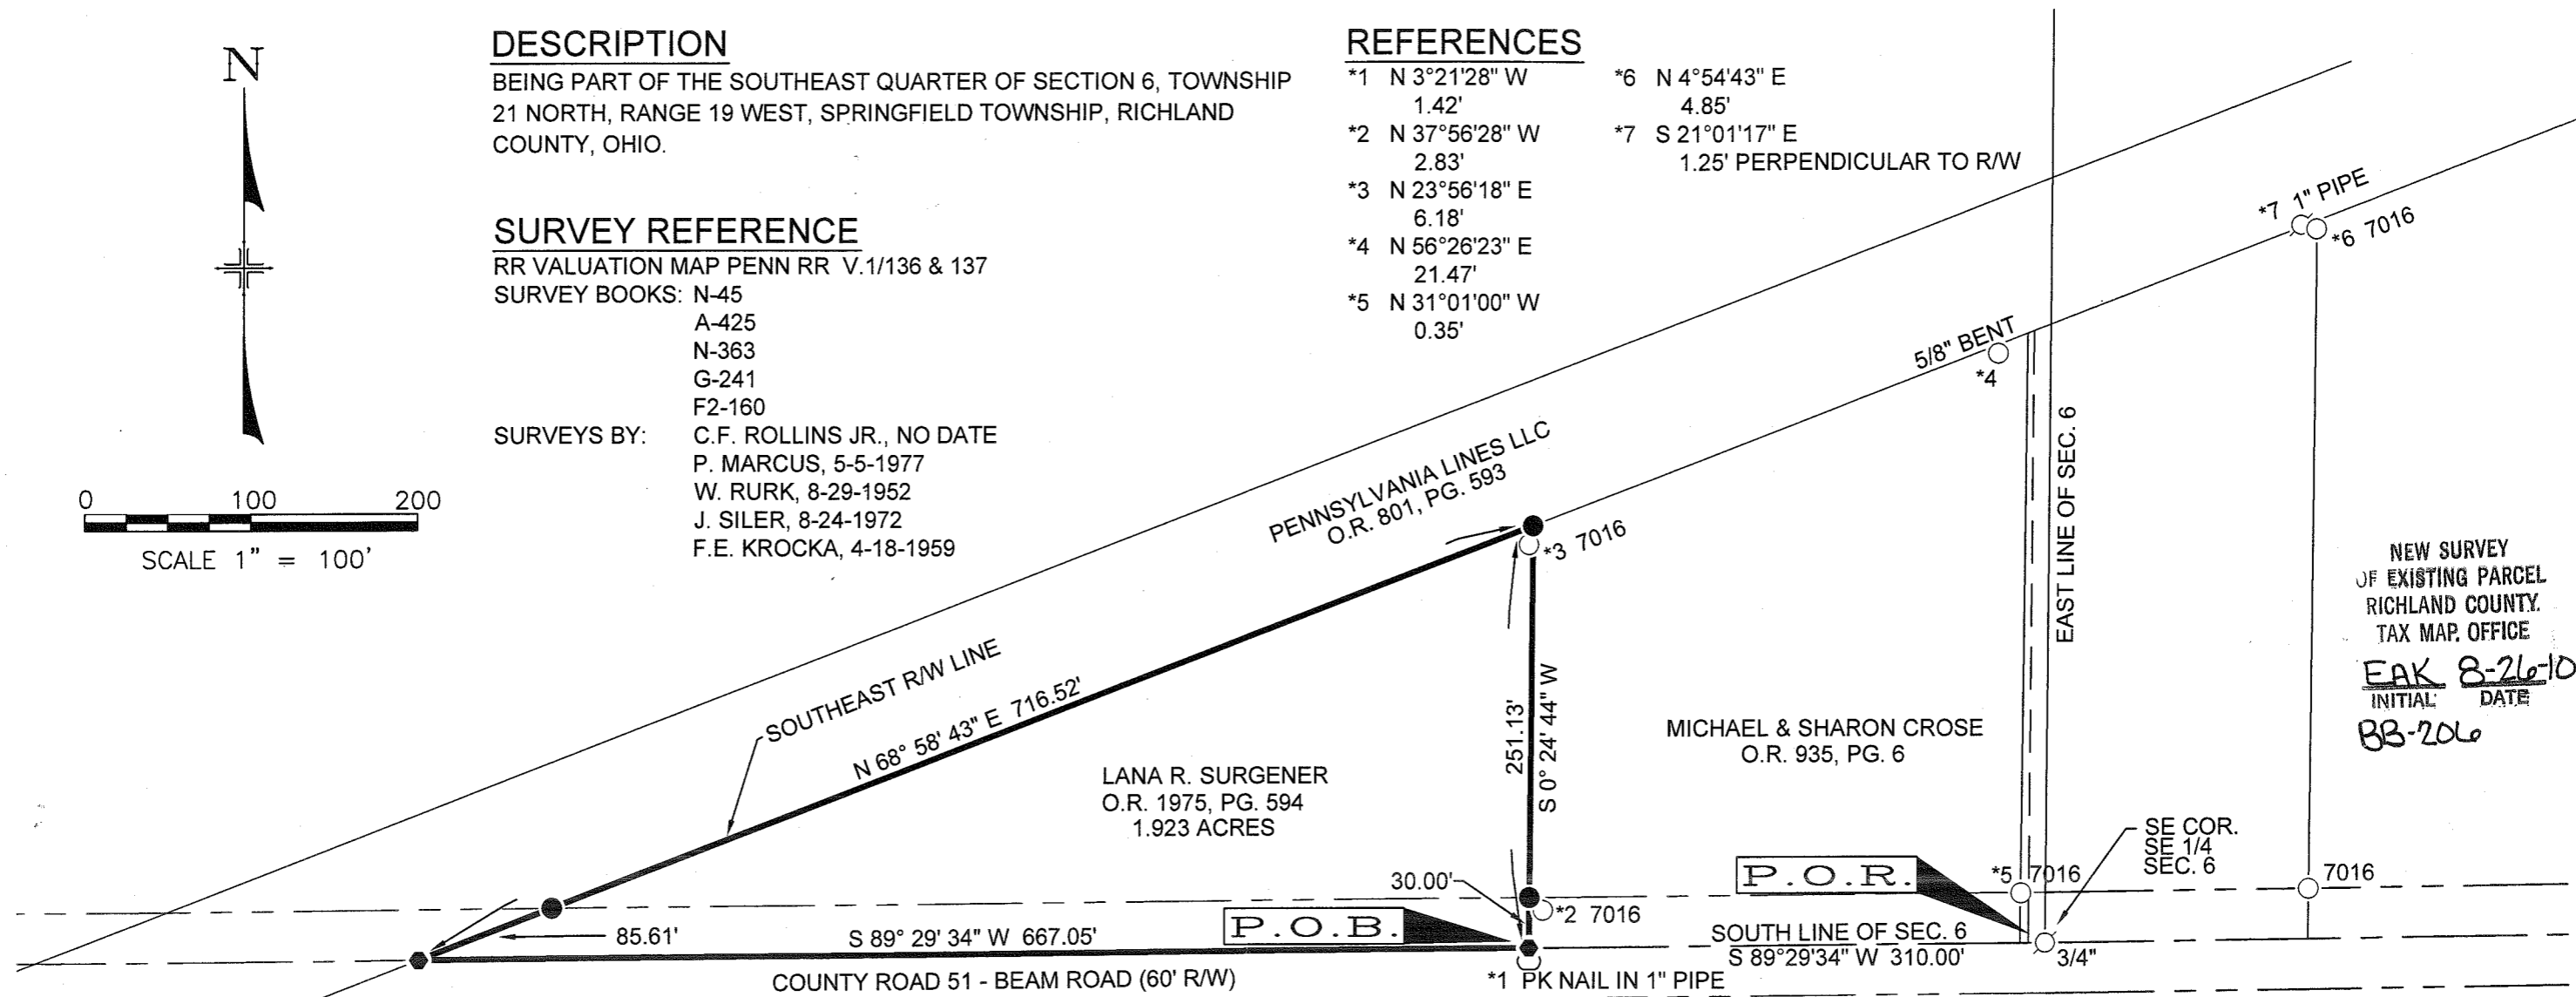 N
0 100 200
SCALE 1" = 100'
DESCRIPTION
BEING PART OF THE SOUTHEAST QUARTER OF SECTION 6, TOWNSHIP
21 NORTH, RANGE 19 WEST, SPRINGFIELD TOWNSHIP, RICHLAND
COUNTY, OHIO.
SURVEY REFERENCE
RR VALUATION MAP PENN RR V.1/136 & 137
SURVEY BOOKS: N-45
A-425
N-363
G-241
F2-160
SURVEYS BY: C.F. ROLLINS JR., NO DATE
P. MARCUS, 5-5-1977
W. RURK, 8-29-1952
J. SILER, 8-24-1972
F.E. KROCKA, 4-18-1959
REFERENCES
*1 N 3°21'28" W
1.42'
*2 N 37°56'28" W
2.83'
*3 N 23°56'18" E
6.18'
*4 N 56°26'23" E
21.47'
*5 N 31°01'00" W
0.35'
*6 N 4°54'43" E
4.85'
*7 S 21°01'17" E
1.25' PERPENDICULAR TO R/W
*7 1" PIPE
*6 7016
5/8" BENT
*4
EAST LINE OF SEC. 6
PENNSYLVANIA LINES LLC
O.R. 801, PG. 593
*3 7016
SOUTHEAST R/W LINE
N 68° 58' 43" E 716.52'
251.13'
S 0° 24' 44" W
LANA R. SURGENER
O.R. 1975, PG. 594
1.923 ACRES
MICHAEL & SHARON CROSE
O.R. 935, PG. 6
NEW SURVEY
OF EXISTING PARCEL
RICHLAND COUNTY.
TAX MAP. OFFICE
EAK 8-26-10
INITIAL DATE
BB-206
SE COR.
SE 1/4
SEC. 6
30.00'
P.O.R.
*5 7016
7016
P.O.B.
*2 7016
85.61'
S 89° 29' 34" W 667.05'
SOUTH LINE OF SEC. 6
S 89°29'34" W 310.00'
3/4"
COUNTY ROAD 51 - BEAM ROAD (60' R/W)
*1 PK NAIL IN 1" PIPE